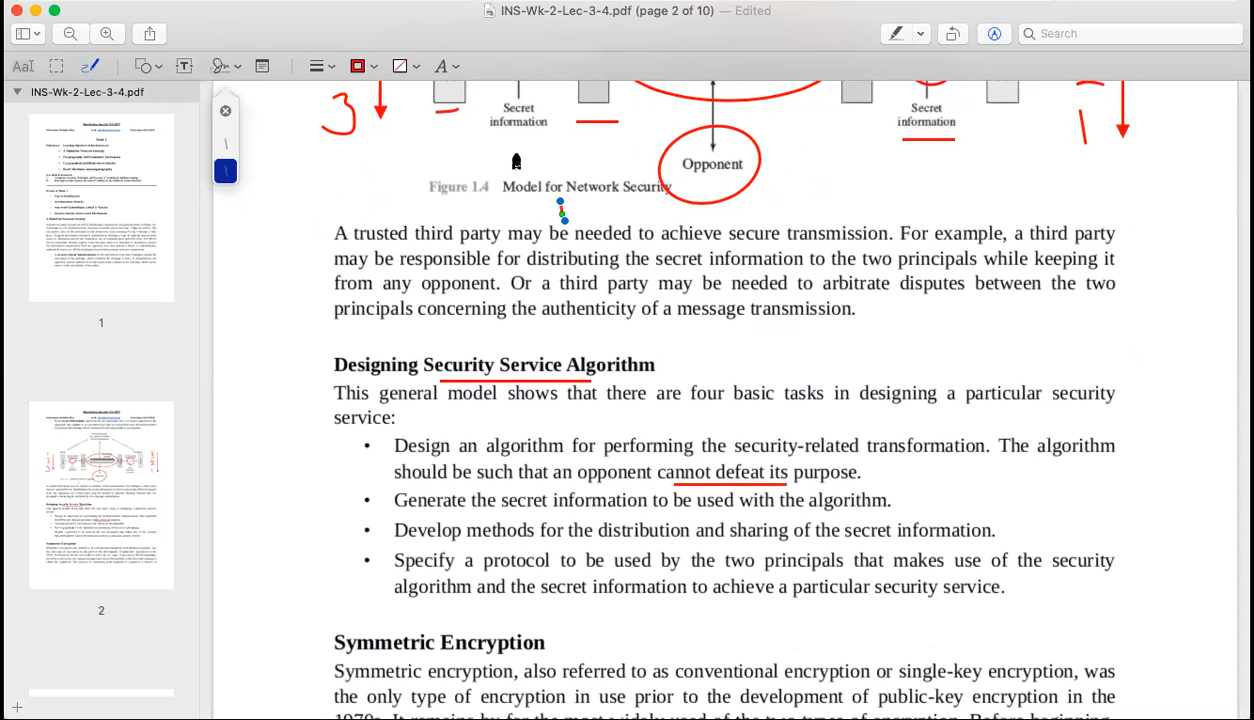 INS-Wk-2-Lec-3-4.pdf (page 2 of 10) — Edited
Search
AaI
T
A
INS-Wk-2-Lec-3-4.pdf
1
2
3
1
Secret
information
Secret
information
Opponent
Figure 1.4 Model for Network Security
A trusted third party may be needed to achieve secure transmission. For example, a third party
may be responsible for distributing the secret information to the two principals while keeping it
from any opponent. Or a third party may be needed to arbitrate disputes between the two
principals concerning the authenticity of a message transmission.
Designing Security Service Algorithm
This general model shows that there are four basic tasks in designing a particular security
service:
• Design an algorithm for performing the security-related transformation. The algorithm
should be such that an opponent cannot defeat its purpose.
• Generate the secret information to be used with the algorithm.
• Develop methods for the distribution and sharing of the secret information.
• Specify a protocol to be used by the two principals that makes use of the security
algorithm and the secret information to achieve a particular security service.
Symmetric Encryption
Symmetric encryption, also referred to as conventional encryption or single-key encryption, was
the only type of encryption in use prior to the development of public-key encryption in the